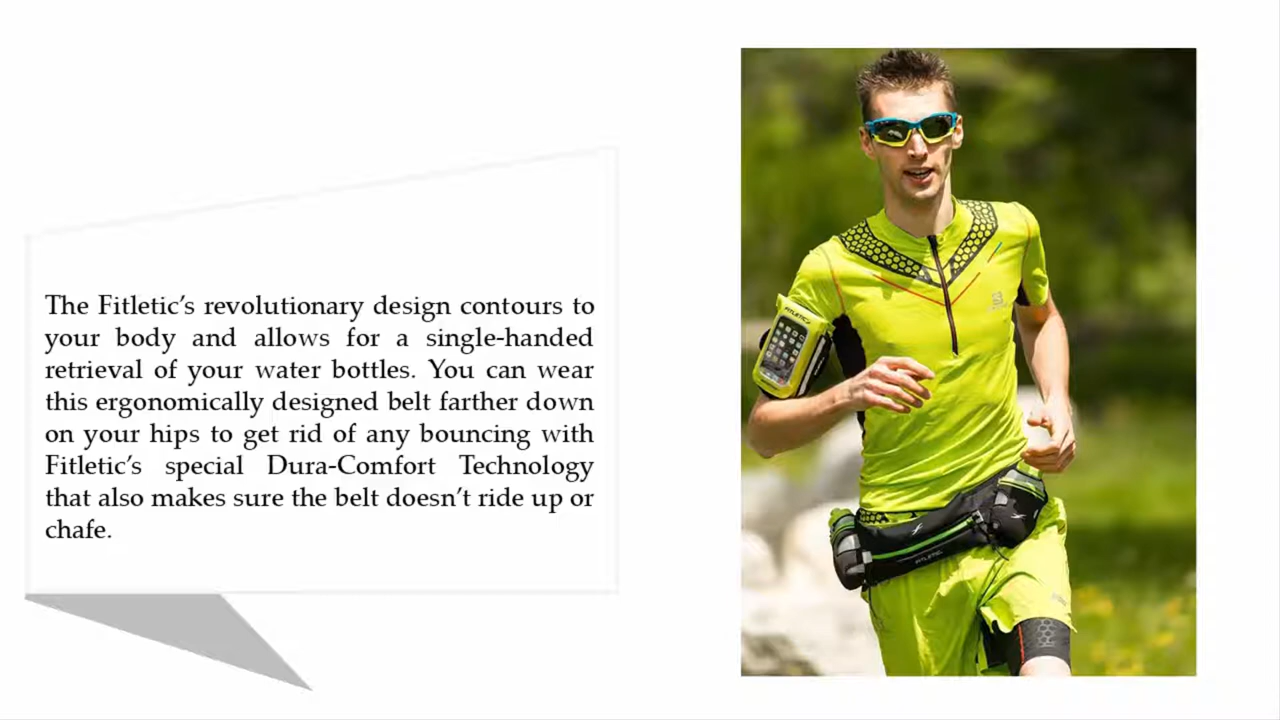 The Fitletic’s revolutionary design contours to
your body and allows for a single-handed
retrieval of your water bottles. You can wear
this ergonomically designed belt farther down
on your hips to get rid of any bouncing with
Fitletic’s special Dura-Comfort Technology
that also makes sure the belt doesn’t ride up or
chafe.
FITLETIC
FITLETIC